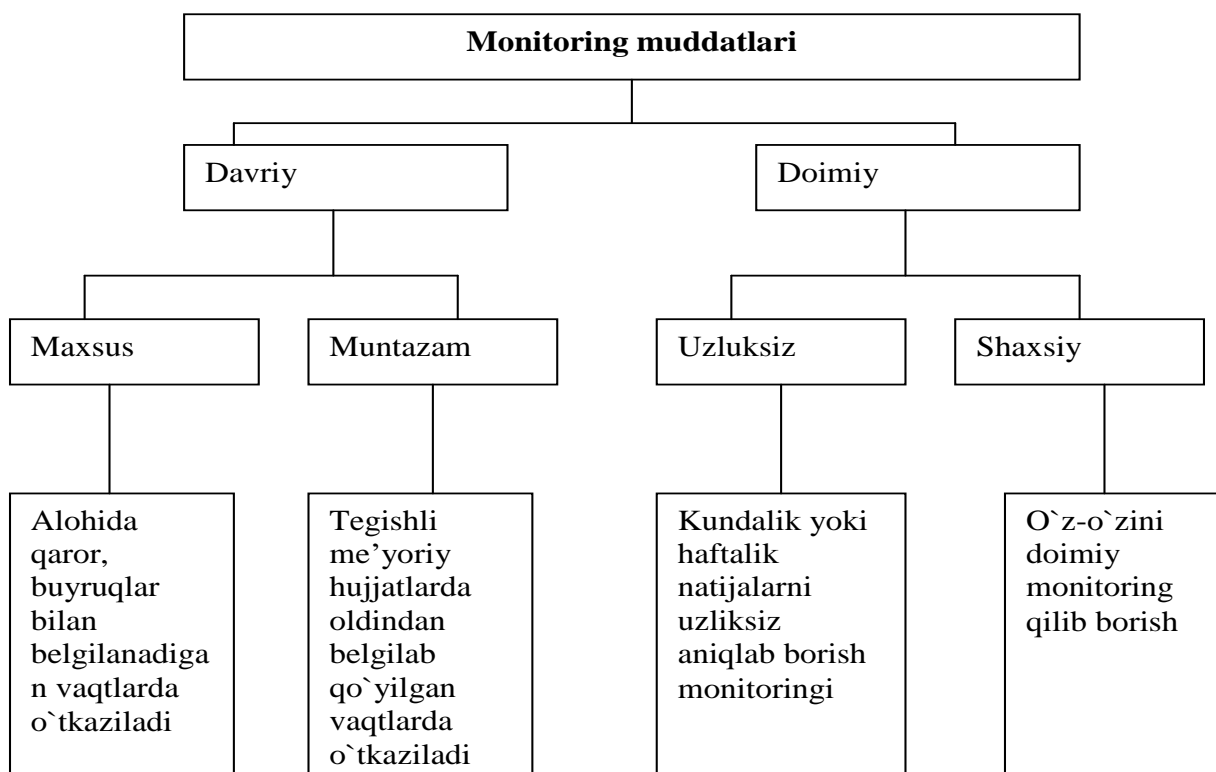 Monitoring muddatlari
Davriy
Doimiy
Maxsus
Muntazam
Uzluksiz
Shaxsiy
Alohida
qaror,
buyruqlar
bilan
belgilanadiga
n vaqtlarda
o`tkaziladi
Tegishli
me’yoriy
hujjatlarda
oldindan
belgilab
qo`yilgan
vaqtlarda
o`tkaziladi
Kundalik yoki
haftalik
natijalarni
uzliksiz
aniqlab borish
monitoringi
O`z-o`zini
doimiy
monitoring
qilib borish